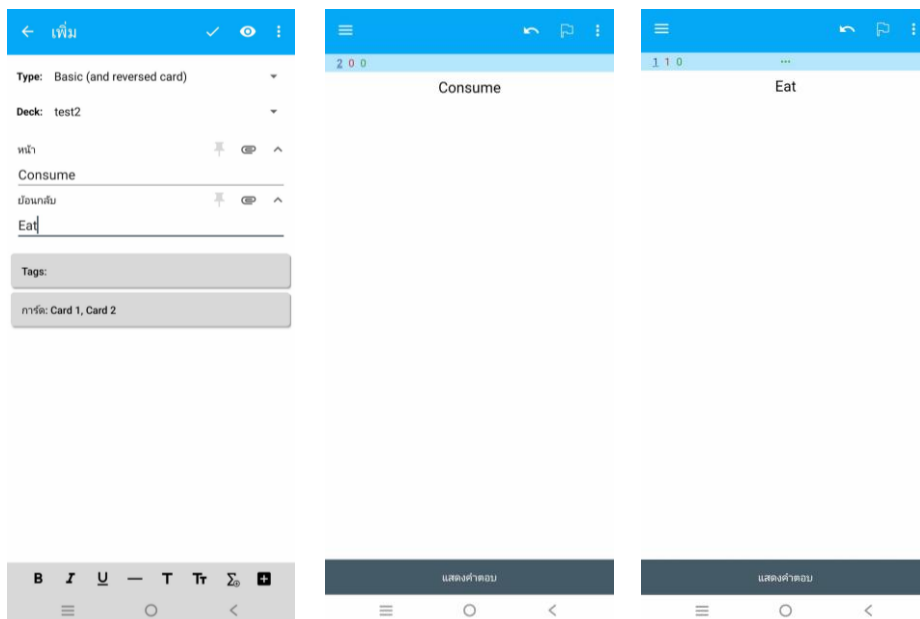 เพิ่ม
Type: Basic (and reversed card)
Deck: test2
หน้า
Consume
ย้อนกลับ
Eat
Tags:
การ์ด: Card 1, Card 2
B I U — T TT Σ
2 0 0
Consume
แสดงคำตอบ
1 1 0 ...
Eat
แสดงคำตอบ